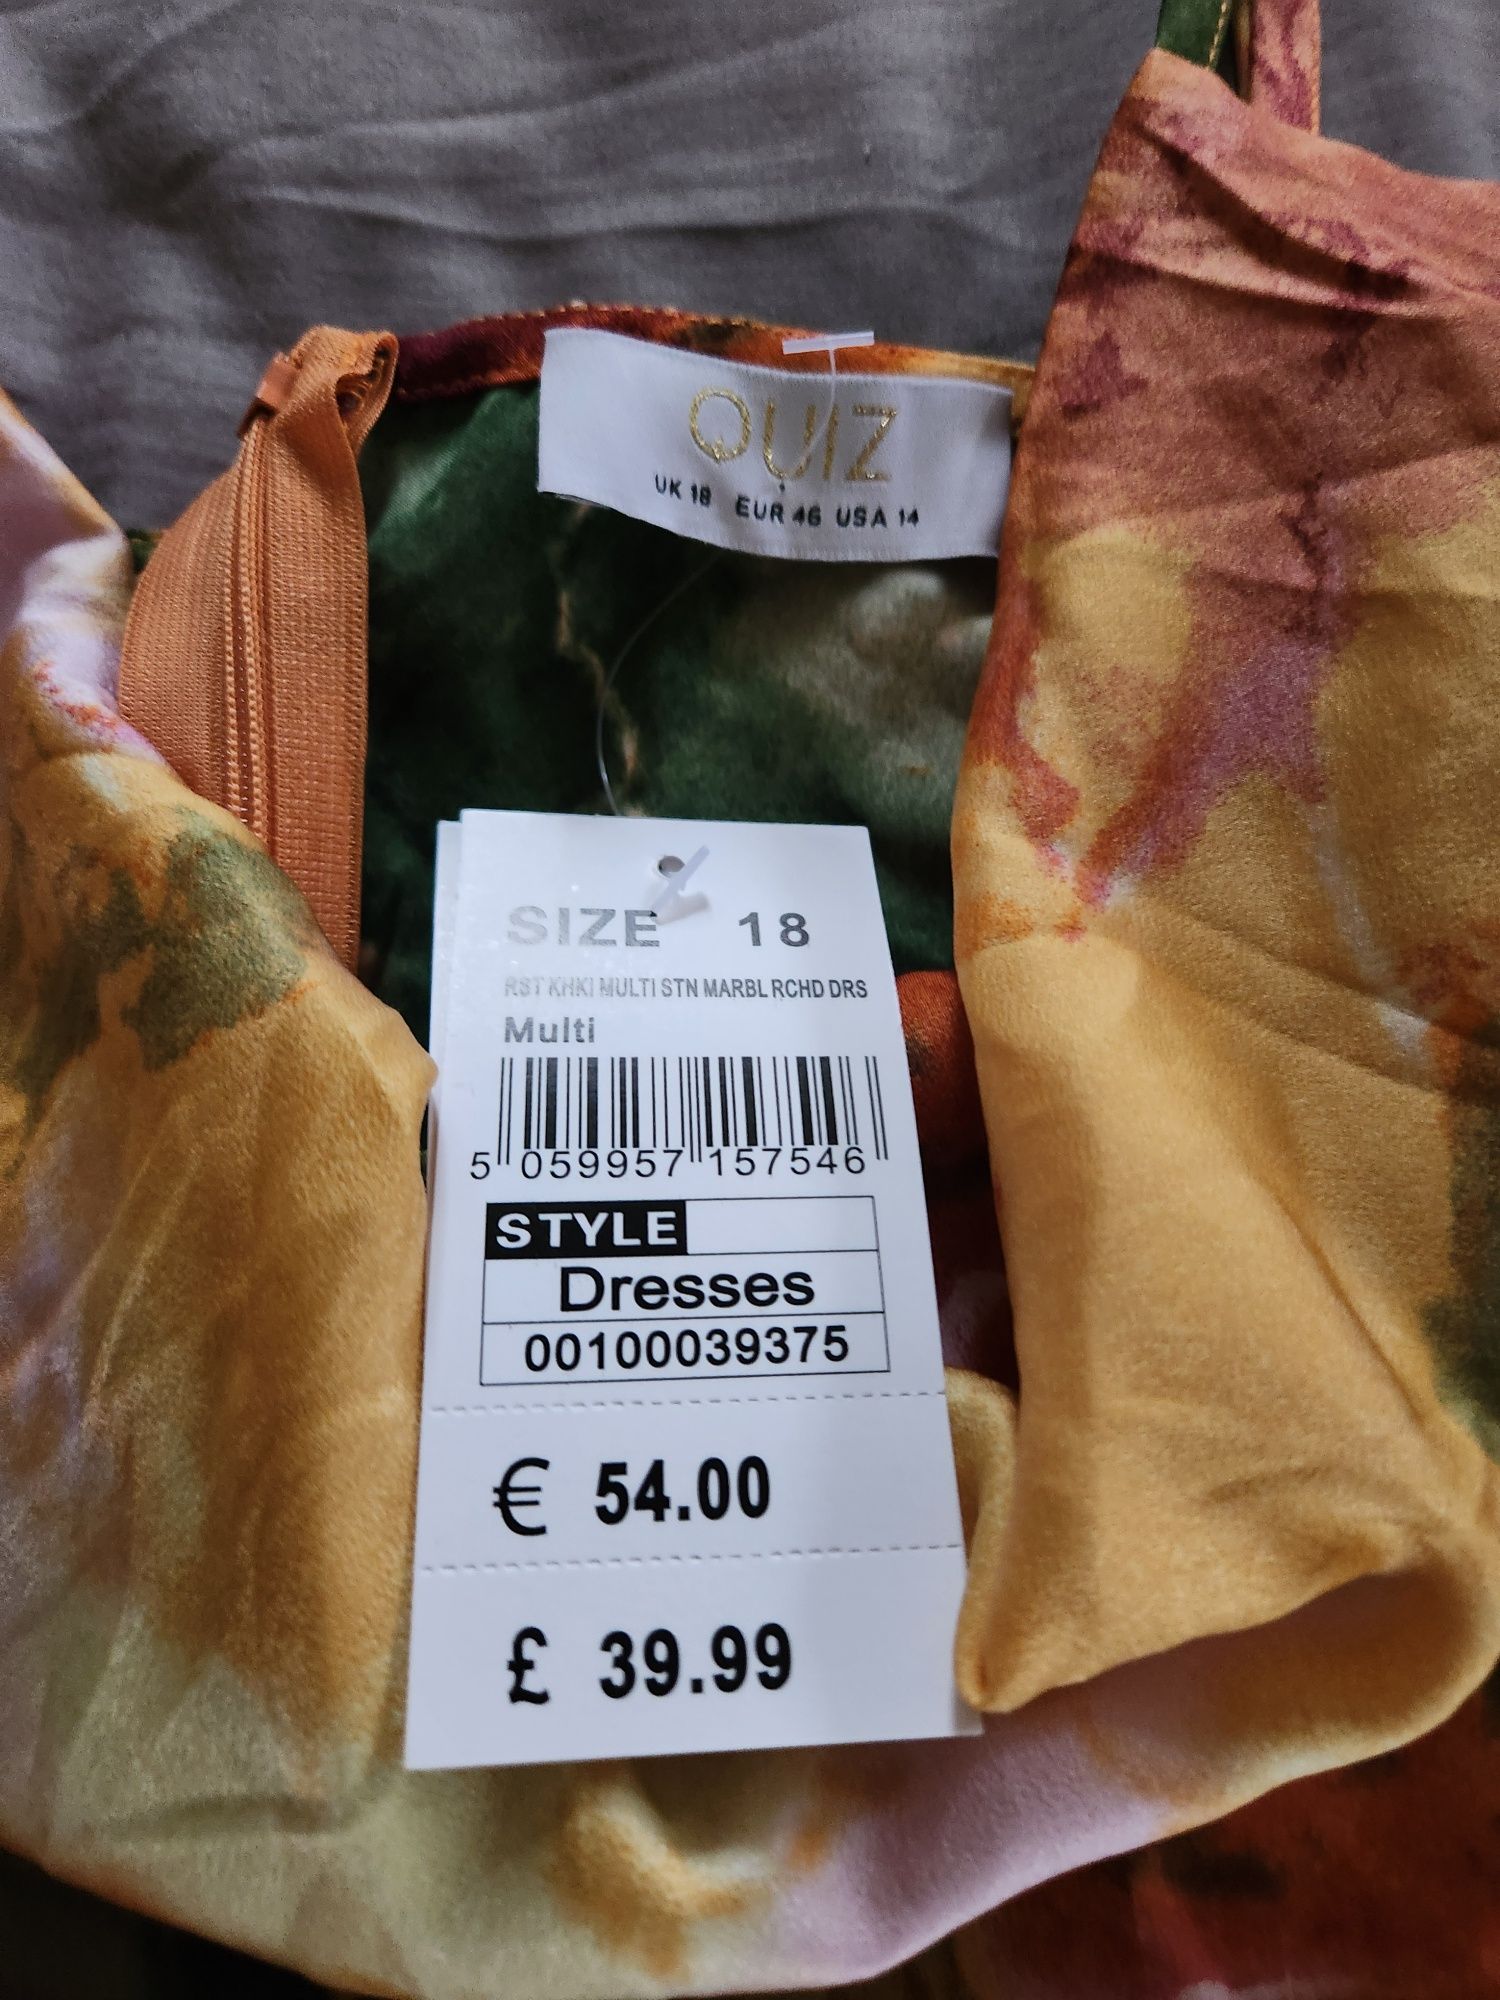 QUIZ
UK 18 EUR 46 USA 14
SIZE 18
RST KHKI MULTI STN MARBL RCHD DRS
Multi
5 059957 157546
STYLE
Dresses
00100039375
€ 54.00
£ 39.99